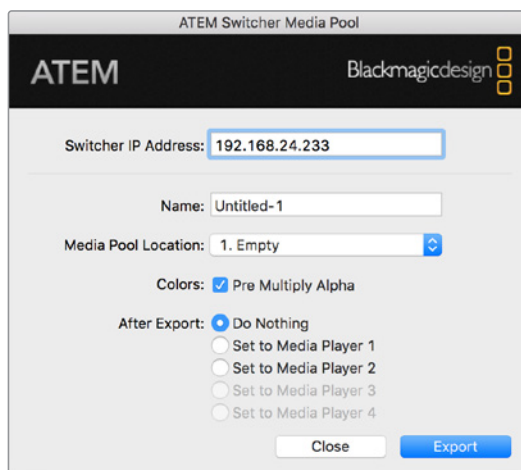 ATEM Switcher Media Pool
ATEM
Blackmagicdesign
Switcher IP Address: 192.168.24.233
Name: Untitled-1
Media Pool Location: 1. Empty
Colors: Pre Multiply Alpha
After Export: Do Nothing
Set to Media Player 1
Set to Media Player 2
Set to Media Player 3
Set to Media Player 4
Close Export